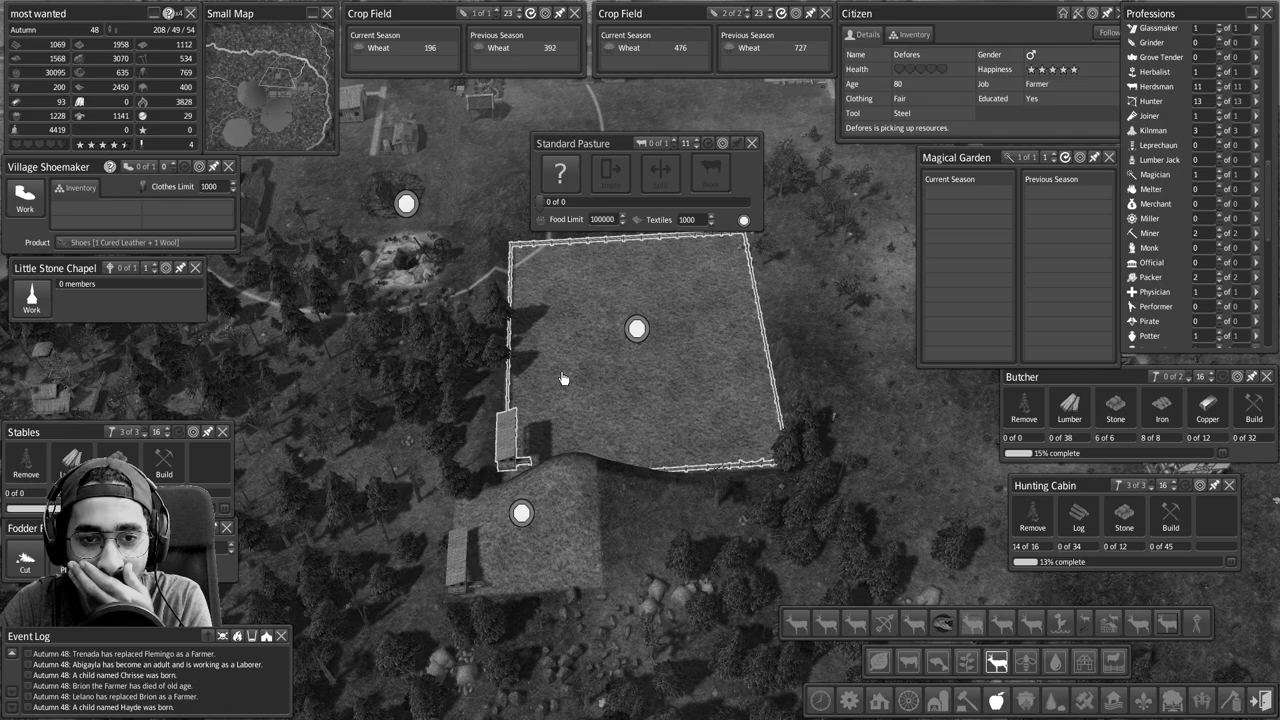 most wanted
x4
Autumn 48 208 / 49 / 54
1069 1958 1112
1568 3070 534
30095 635 769
200 2450 400
93 0 3828
1228 1141 29
4419 0 0
4
Small Map
Crop Field 1 of 1 23
Current Season Previous Season
Wheat 196 Wheat 392
Crop Field 2 of 2 23
Current Season Previous Season
Wheat 476 Wheat 727
Citizen
Details Inventory Follow
Name Defores Gender
Health Happiness
Age 80 Job Farmer
Clothing Fair Educated Yes
Tool Steel
Defores is picking up resources.
Professions
Glassmaker 1 of 1
Grinder 0 of 0
Grove Tender 0 of 0
Herbalist 1 of 1
Herdsman 11 of 11
Hunter 13 of 13
Joiner 1 of 1
Kilnman 3 of 3
Leprechaun 0 of 0
Lumber Jack 0 of 0
Magician 1 of 1
Melter 0 of 0
Merchant 0 of 0
Miller 0 of 0
Miner 2 of 2
Monk 0 of 0
Official 0 of 0
Packer 2 of 2
Physician 1 of 1
Performer 0 of 0
Pirate 0 of 0
Potter 1 of 1
Village Shoemaker 0 of 1 0
Work Inventory Clothes Limit 1000
Product Shoes [1 Cured Leather + 1 Wool]
Little Stone Chapel 0 of 1 1
Work 0 members
Standard Pasture 0 of 1 11
? Empty Split Work
0 of 0
Food Limit 100000 Textiles 1000
Magical Garden 1 of 1 1
Current Season Previous Season
Butcher 0 of 2 16
Remove Lumber Stone Iron Copper Build
0 of 0 0 of 38 6 of 6 8 of 8 0 of 12 0 of 32
15% complete
Hunting Cabin 3 of 3 16
Remove Log Stone Build
14 of 16 0 of 34 0 of 12 0 of 45
13% complete
Stables 3 of 3 16
Remove Build
0 of 0
Fodder
Cut
Event Log
Autumn 48: Trenada has replaced Flemingo as a Farmer.
Autumn 48: Abigayla has become an adult and is working as a Laborer.
Autumn 48: A child named Chrisse was born.
Autumn 48: Brion the Farmer has died of old age.
Autumn 48: Lelano has replaced Brion as a Farmer.
Autumn 48: A child named Hayde was born.